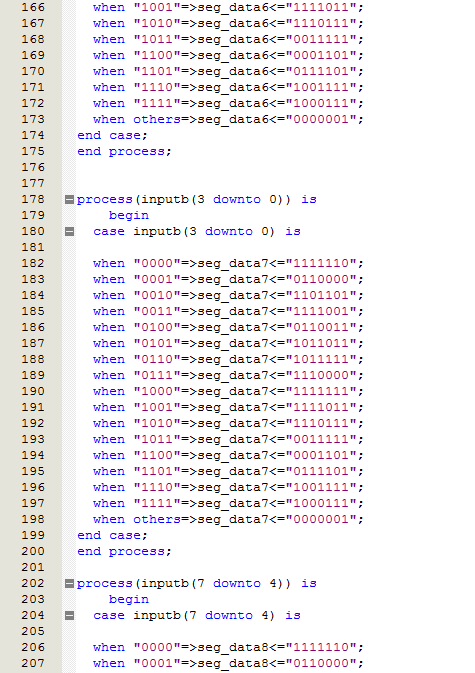 166 when "1001"=>seg_data6<="1111011";
167 when "1010"=>seg_data6<="1110111";
168 when "1011"=>seg_data6<="0011111";
169 when "1100"=>seg_data6<="0001101";
170 when "1101"=>seg_data6<="0111101";
171 when "1110"=>seg_data6<="1001111";
172 when "1111"=>seg_data6<="1000111";
173 when others=>seg_data6<="0000001";
174 end case;
175 end process;
176
177
178 process(inputb(3 downto 0)) is
179 begin
180 case inputb(3 downto 0) is
181
182 when "0000"=>seg_data7<="1111110";
183 when "0001"=>seg_data7<="0110000";
184 when "0010"=>seg_data7<="1101101";
185 when "0011"=>seg_data7<="1111001";
186 when "0100"=>seg_data7<="0110011";
187 when "0101"=>seg_data7<="1011011";
188 when "0110"=>seg_data7<="1011111";
189 when "0111"=>seg_data7<="1110000";
190 when "1000"=>seg_data7<="1111111";
191 when "1001"=>seg_data7<="1111011";
192 when "1010"=>seg_data7<="1110111";
193 when "1011"=>seg_data7<="0011111";
194 when "1100"=>seg_data7<="0001101";
195 when "1101"=>seg_data7<="0111101";
196 when "1110"=>seg_data7<="1001111";
197 when "1111"=>seg_data7<="1000111";
198 when others=>seg_data7<="0000001";
199 end case;
200 end process;
201
202 process(inputb(7 downto 4)) is
203 begin
204 case inputb(7 downto 4) is
205
206 when "0000"=>seg_data8<="1111110";
207 when "0001"=>seg_data8<="0110000";